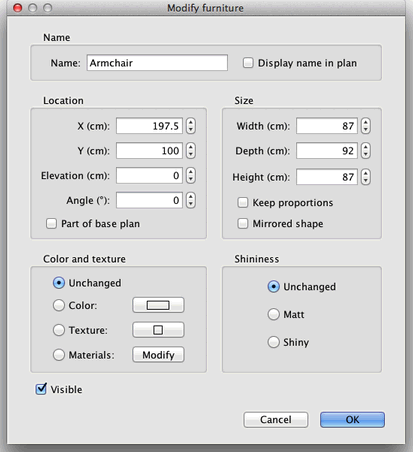 Modify furniture
Name
Name: Armchair Display name in plan
Location
X (cm): 197.5
Y (cm): 100
Elevation (cm): 0
Angle (°): 0
Part of base plan
Size
Width (cm): 87
Depth (cm): 92
Height (cm): 87
Keep proportions
Mirrored shape
Color and texture
Unchanged
Color:
Texture:
Materials: Modify
Shininess
Unchanged
Matt
Shiny
Visible
Cancel OK